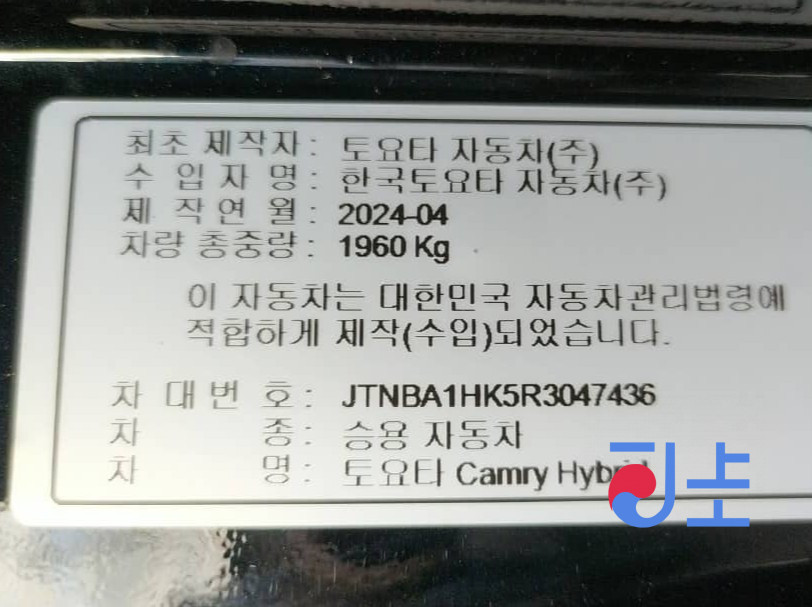 최초 제작자 : 토요타 자동차(주)
수 입 자 명 : 한국토요타 자동차(주)
제 작 연 월 : 2024-04
차량 총중량 : 1960 Kg
이 자동차는 대한민국 자동차관리법령에
적합하게 제작(수입)되었습니다.
차 대 번 호 : JTNBA1HK5R3047436
차 종 : 승용 자동차
차 명 : 토요타 Camry Hybrid